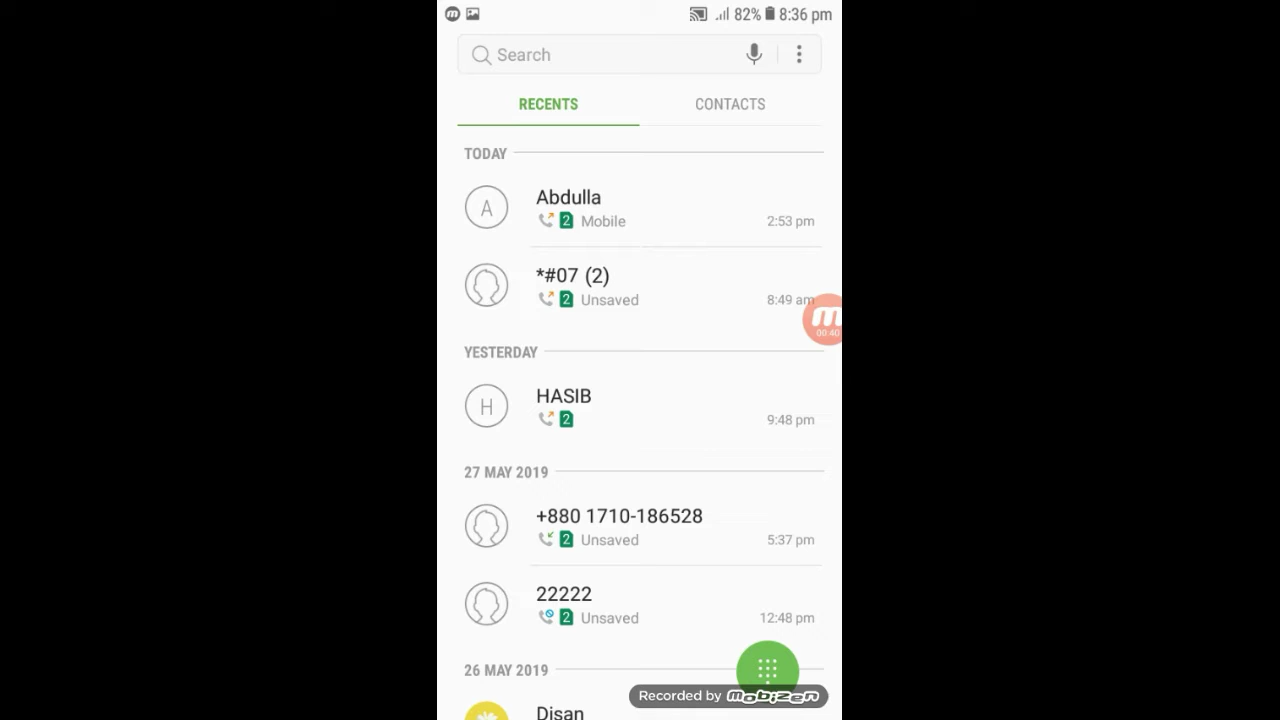 m 82% 8:36 pm
Search
RECENTS CONTACTS
TODAY
A Abdulla
2 Mobile 2:53 pm
*#07 (2)
2 Unsaved 8:49 am
m
00:40
YESTERDAY
H HASIB
2 9:48 pm
27 MAY 2019
+880 1710-186528
2 Unsaved 5:37 pm
22222
2 Unsaved 12:48 pm
26 MAY 2019
Recorded by mobizen
Disan